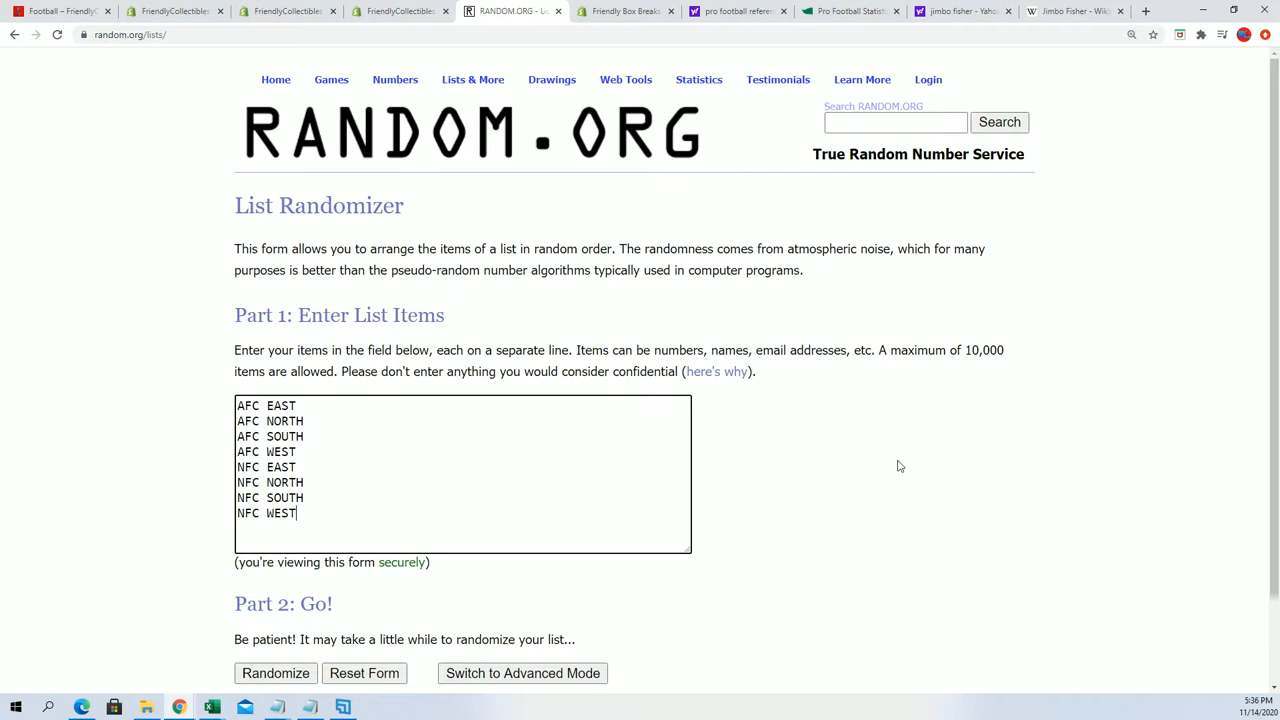 Football – FriendlyC
FriendlyCollectibles
FriendlyCollectibles
FriendlyCollectibles
RANDOM.ORG - Lis
Friendly Box Breaks
pro football referen
Pro Football Statist
jimbo fisher - Yaho
Jimbo Fisher - Wik
random.org/lists/
Home Games Numbers Lists & More Drawings Web Tools Statistics Testimonials Learn More Login
RANDOM.ORG
Search RANDOM.ORG
Search
True Random Number Service
List Randomizer
This form allows you to arrange the items of a list in random order. The randomness comes from atmospheric noise, which for many
purposes is better than the pseudo-random number algorithms typically used in computer programs.
Part 1: Enter List Items
Enter your items in the field below, each on a separate line. Items can be numbers, names, email addresses, etc. A maximum of 10,000
items are allowed. Please don't enter anything you would consider confidential (here's why).
AFC EAST
AFC NORTH
AFC SOUTH
AFC WEST
NFC EAST
NFC NORTH
NFC SOUTH
NFC WEST
(you're viewing this form securely)
Part 2: Go!
Be patient! It may take a little while to randomize your list...
Randomize Reset Form Switch to Advanced Mode
5:36 PM
11/14/2020